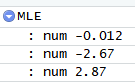 MLE
: num -0.012
: num -2.67
: num 2.87